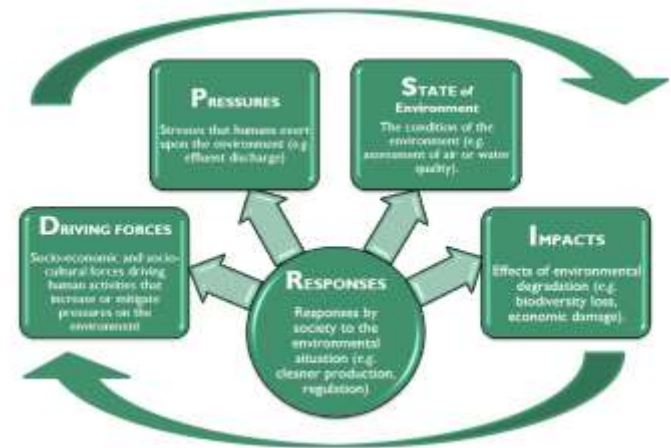 PRESSURES
Stresses that humans exert
upon the environment (e.g.
effluent discharge)
STATE of
Environment
The condition of the
environment (e.g.
assessment of air or water
quality).
DRIVING FORCES
Socio-economic and socio-
cultural forces driving
human activities that
increase or mitigate
pressures on the
environment
IMPACTS
Effects of environmental
degradation (e.g.
biodiversity loss,
economic damage).
RESPONSES
Responses by
society to the
environmental
situation (e.g.
cleaner production,
regulation)